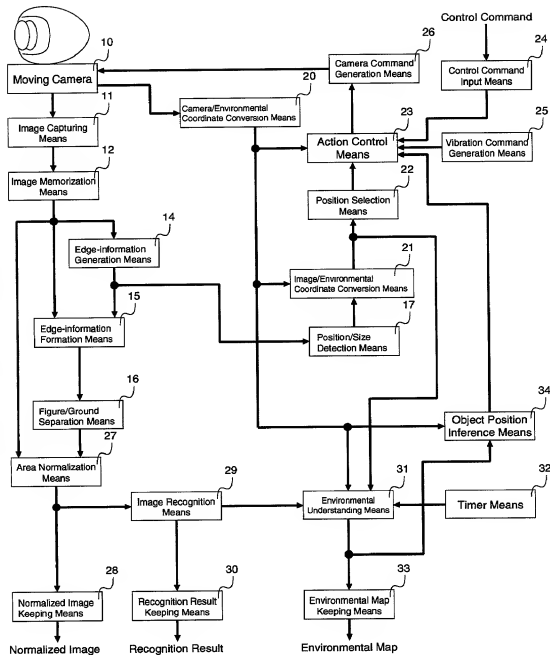 Control Command
10
Moving Camera
26
Camera Command
Generation Means
24
Control Command
Input Means
20
Camera/Environmental
Coordinate Conversion Means
11
Image Capturing
Means
23
Action Control
Means
25
Vibration Command
Generation Means
12
Image Memorization
Means
22
Position Selection
Means
14
Edge-information
Generation Means
21
Image/Environmental
Coordinate Conversion Means
15
Edge-information
Formation Means
17
Position/Size
Detection Means
16
Figure/Ground
Separation Means
34
Object Position
Inference Means
27
Area Normalization
Means
29
Image Recognition
Means
31
Environmental
Understanding Means
32
Timer Means
28
Normalized Image
Keeping Means
30
Recognition Result
Keeping Means
33
Environmental Map
Keeping Means
Normalized Image
Recognition Result
Environmental Map